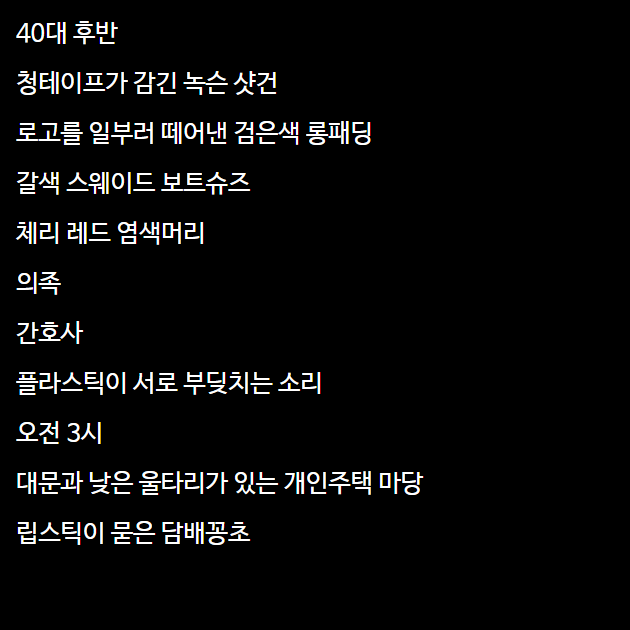 40대 후반
청테이프가 감긴 녹슨 샷건
로고를 일부러 떼어낸 검은색 롱패딩
갈색 스웨이드 보트슈즈
체리 레드 염색머리
의족
간호사
플라스틱이 서로 부딪치는 소리
오전 3시
대문과 낮은 울타리가 있는 개인주택 마당
립스틱이 묻은 담배꽁초